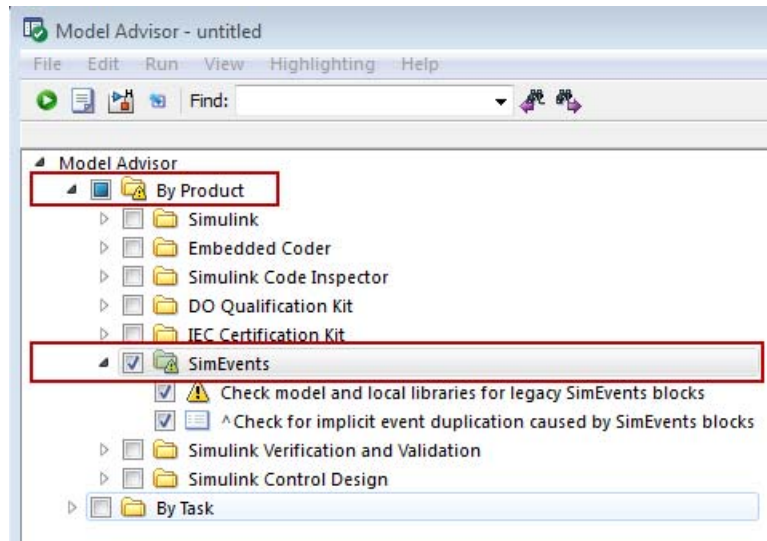 Model Advisor - untitled
File Edit Run View Highlighting Help
Find:
Model Advisor
By Product
Simulink
Embedded Coder
Simulink Code Inspector
DO Qualification Kit
IEC Certification Kit
SimEvents
Check model and local libraries for legacy SimEvents blocks
^Check for implicit event duplication caused by SimEvents blocks
Simulink Verification and Validation
Simulink Control Design
By Task